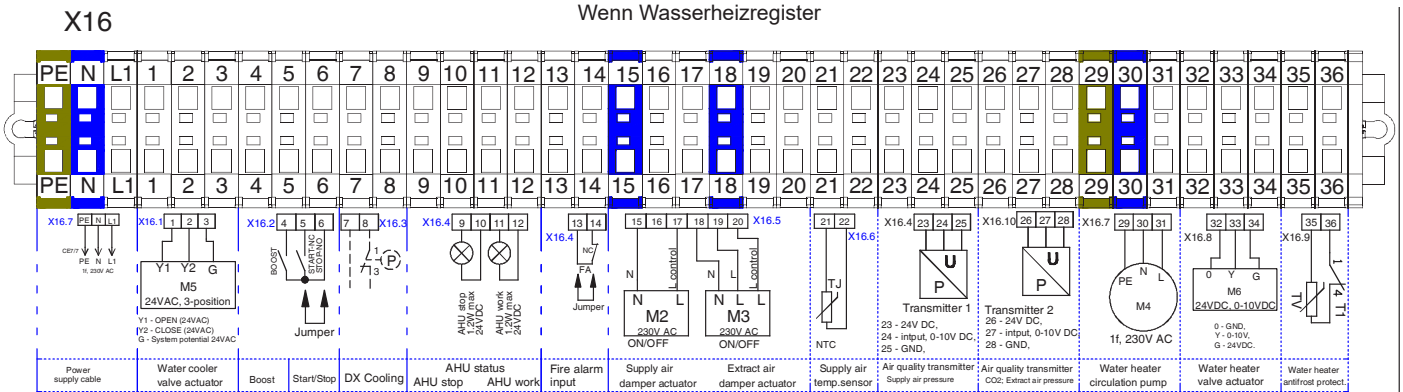 Wenn Wasserheizregister
X16
PE N L1 1 2 3 4 5 6 7 8 9 10 11 12 13 14 15 16 17 18 19 20 21 22 23 24 25 26 27 28 29 30 31 32 33 34 35 36
PE N L1 1 2 3 4 5 6 7 8 9 10 11 12 13 14 15 16 17 18 19 20 21 22 23 24 25 26 27 28 29 30 31 32 33 34 35 36
X16.7 PE N L1
CE7/7
PE N L1
1f, 230V AC
Power
supply cable
X16.1 1 2 3
Y1 Y2 G
M5
24VAC, 3-position
Y1 - OPEN (24VAC)
Y2 - CLOSE (24VAC)
G - System potential 24VAC
Water cooler
valve actuator
X16.2 4 5 6
BOOST
START-NC
STOP-NO
Jumper
Boost
Start/Stop
7 8 X16.3
1
3
P
DX Cooling
X16.4 9 10 11 12
AHU stop
1,2W max
24VDC
AHU work
1,2W max
24VDC
AHU status
AHU stop AHU work
13 14
X16.4
NC
FA
Jumper
Fire alarm
input
15 16 17 18 19 20 X16.5
N
L control
N L
M2
230V AC
ON/OFF
Supply air
damper actuator
N
L
L control
N L L
M3
230V AC
ON/OFF
Extract air
damper actuator
21 22
X16.6
TJ
NTC
Supply air
temp.sensor
X16.4 23 24 25
U
P
Transmitter 1
23 - 24V DC,
24 - intput, 0-10V DC,
25 - GND,
Air quality transmitter
Supply air pressure
X16.10 26 27 28
U
P
Transmitter 2
26 - 24V DC,
27 - intput, 0-10V DC
28 - GND,
Air quality transmitter
CO2; Extract air pressure
X16.7 29 30 31
PE N L
M4
1f, 230V AC
Water heater
circulation pump
32 33 34
X16.8
0 Y G
M6
24VDC, 0-10VDC
0 - GND,
Y - 0-10V,
G - 24VDC.
Water heater
valve actuator
35 36
X16.9
TV
1
4
T1
Water heater
antifrost protect.